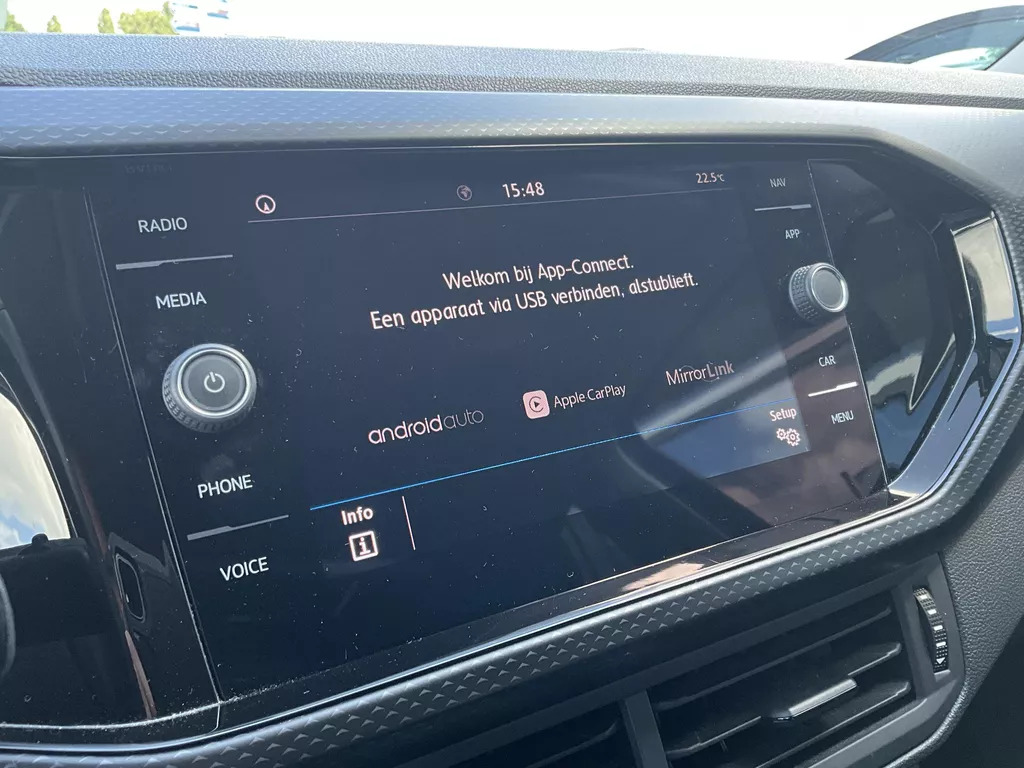 RADIO
MEDIA
PHONE
VOICE
15:48
22.5°C
Welkom bij App-Connect.
Een apparaat via USB verbinden, alstublieft.
androidauto
Apple CarPlay
MirrorLink
Setup
Info
i
NAV
APP
CAR
MENU